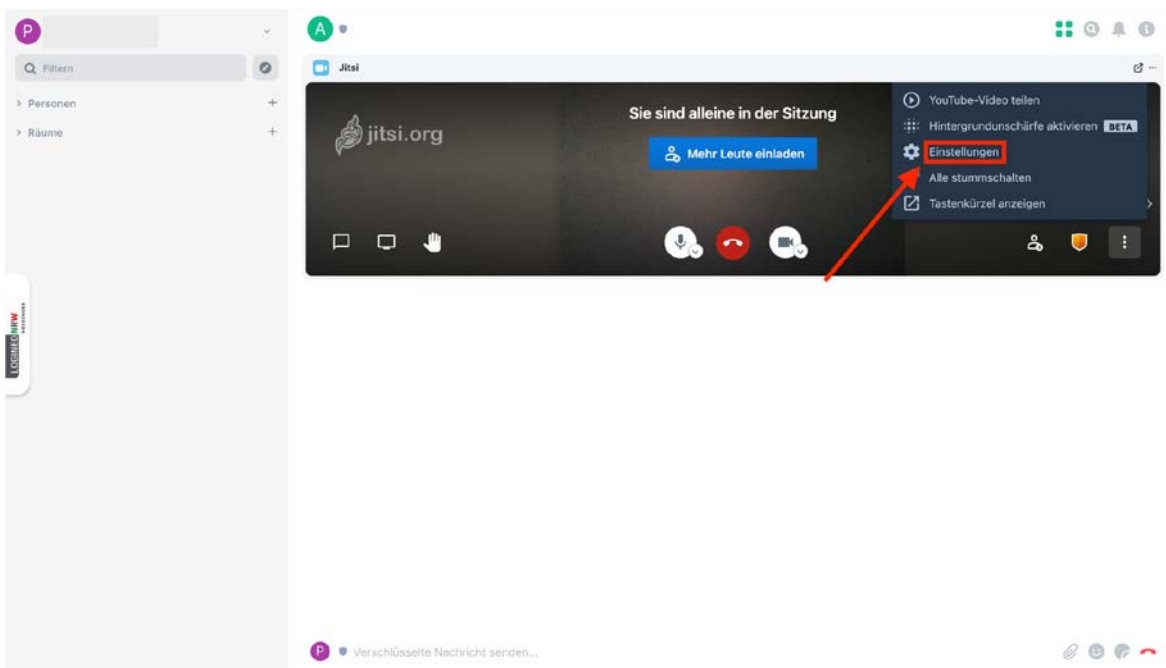 P
A
Filtern
Jitsi
Personen
Räume
jitsi.org
Sie sind alleine in der Sitzung
Mehr Leute einladen
YouTube-Video teilen
Hintergrundunschärfe aktivieren BETA
Einstellungen
Alle stummschalten
Tastenkürzel anzeigen
LOGINEO NRW
MESSENGER
P
Verschlüsselte Nachricht senden...